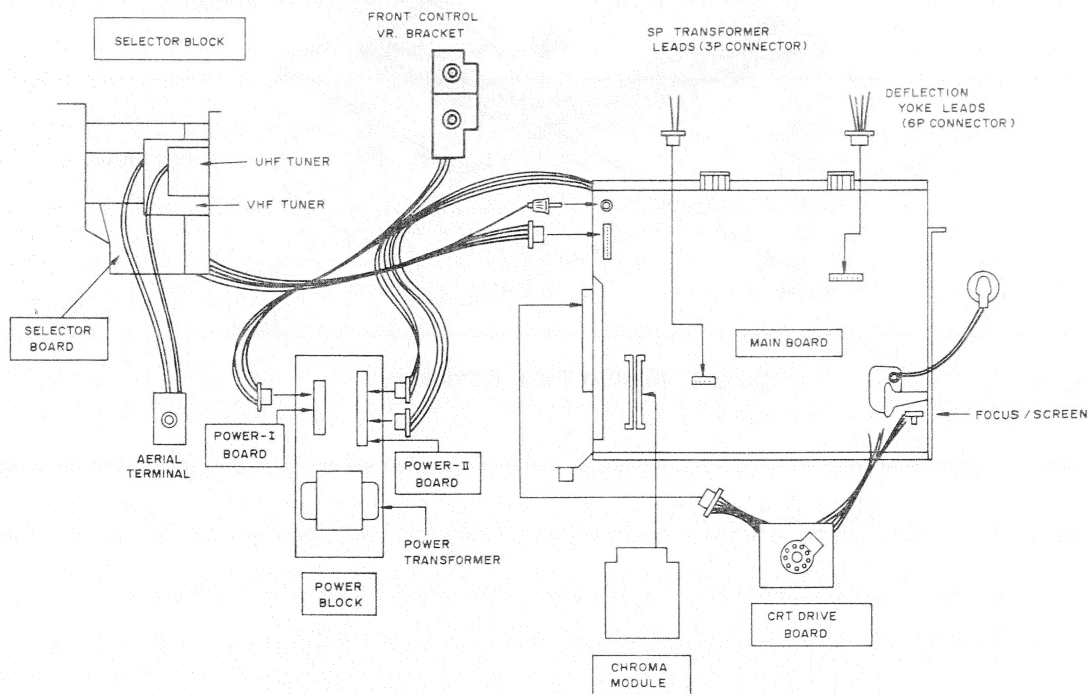 SELECTOR BLOCK
FRONT CONTROL
VR. BRACKET
SP TRANSFORMER
LEADS (3P CONNECTOR)
DEFLECTION
YOKE LEADS
(6P CONNECTOR)
UHF TUNER
VHF TUNER
SELECTOR
BOARD
MAIN BOARD
AERIAL
TERMINAL
POWER-I
BOARD
POWER-II
BOARD
FOCUS / SCREEN
POWER
TRANSFORMER
POWER
BLOCK
CRT DRIVE
BOARD
CHROMA
MODULE